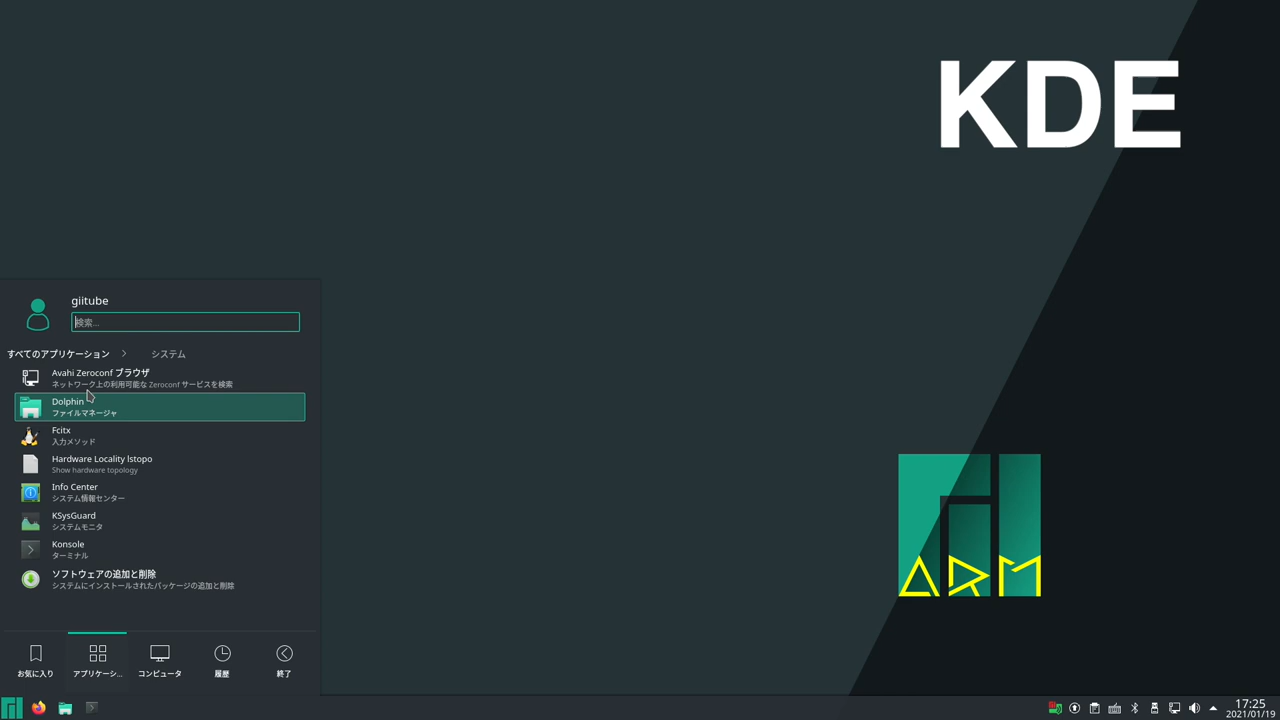 KDE
giitube
検索...
すべてのアプリケーション
システム
Avahi Zeroconf ブラウザ
ネットワーク上の利用可能な Zeroconf サービスを検索
Dolphin
ファイルマネージャ
Fcitx
入力メソッド
Hardware Locality lstopo
Show hardware topology
Info Center
システム情報センター
KSysGuard
システムモニタ
Konsole
ターミナル
ソフトウェアの追加と削除
システムにインストールされたパッケージの追加と削除
ARM
お気に入り
アプリケーシ...
コンピュータ
履歴
終了
17:25
2021/01/19